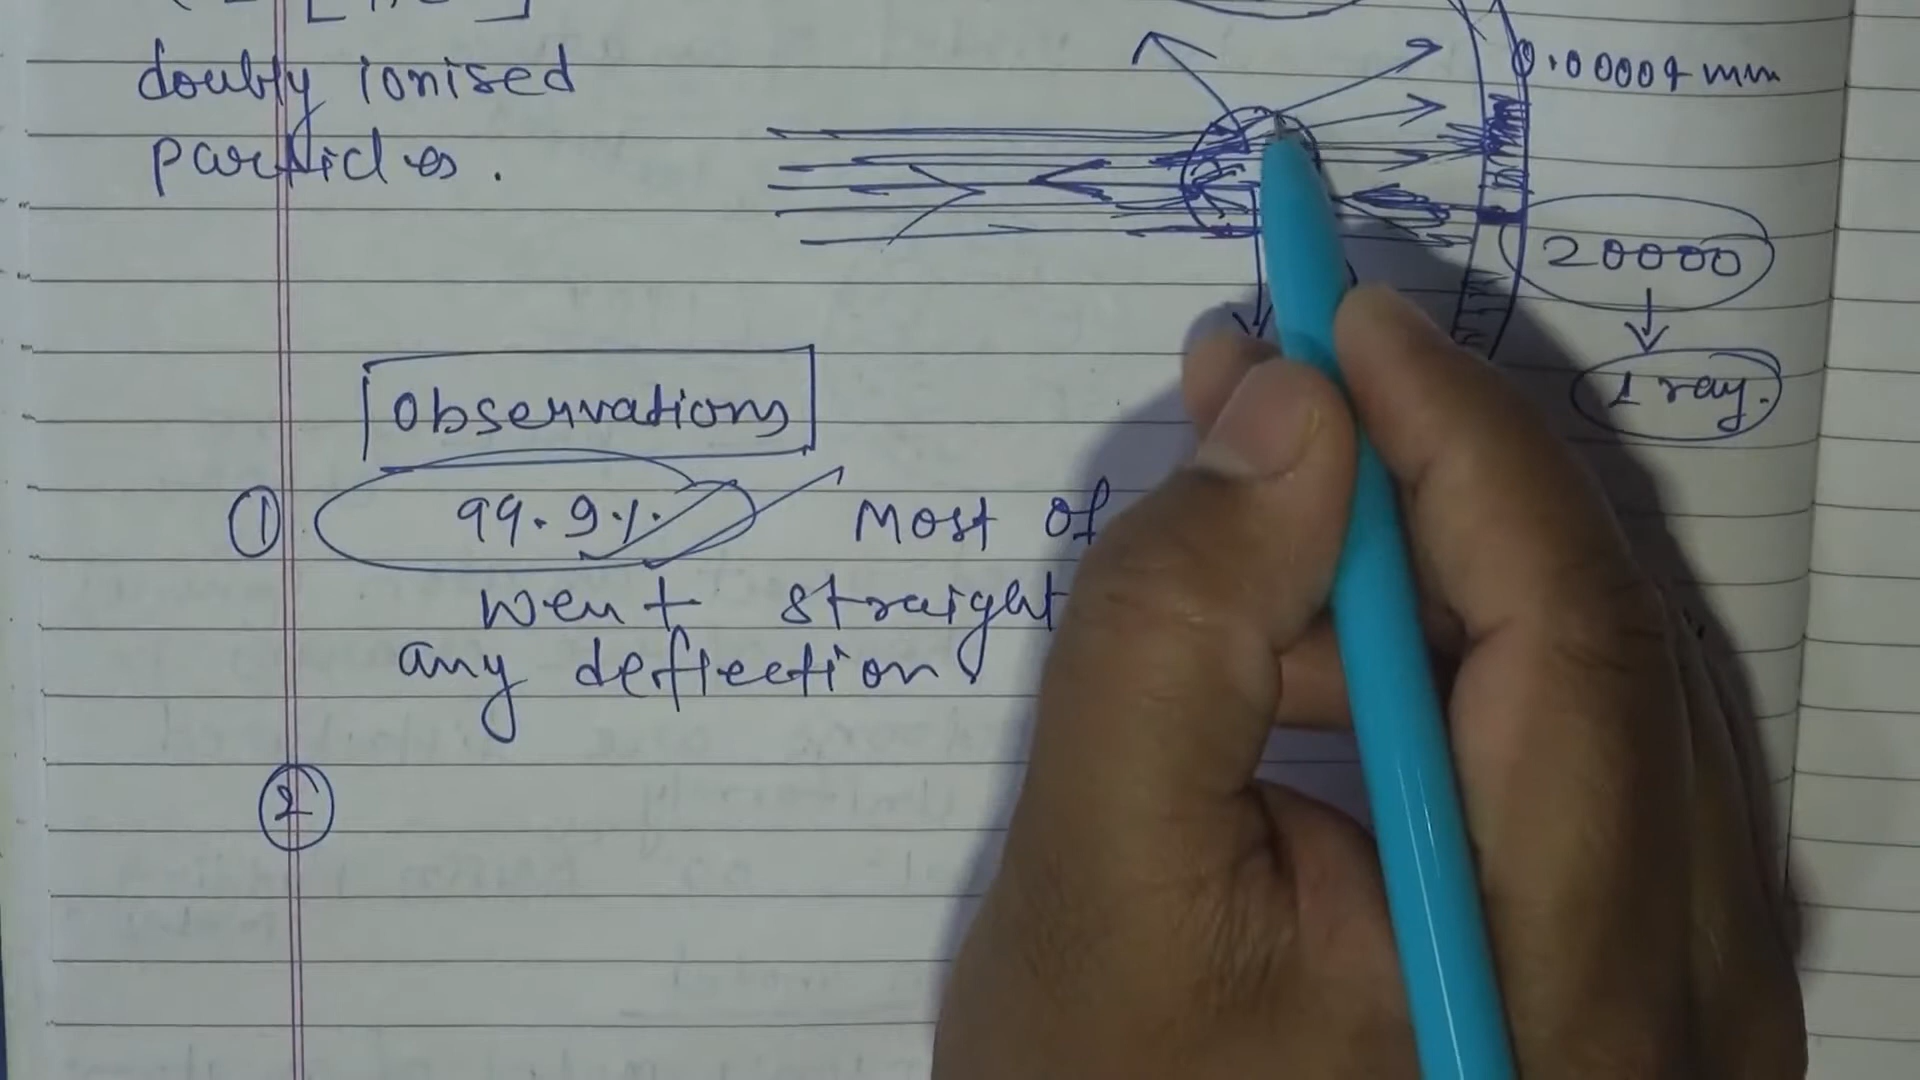 doubly ionised
particles.
0.00004 mm
20000
1 ray.
Observations
① 99.9%. Most of
went straight
any deflection
②